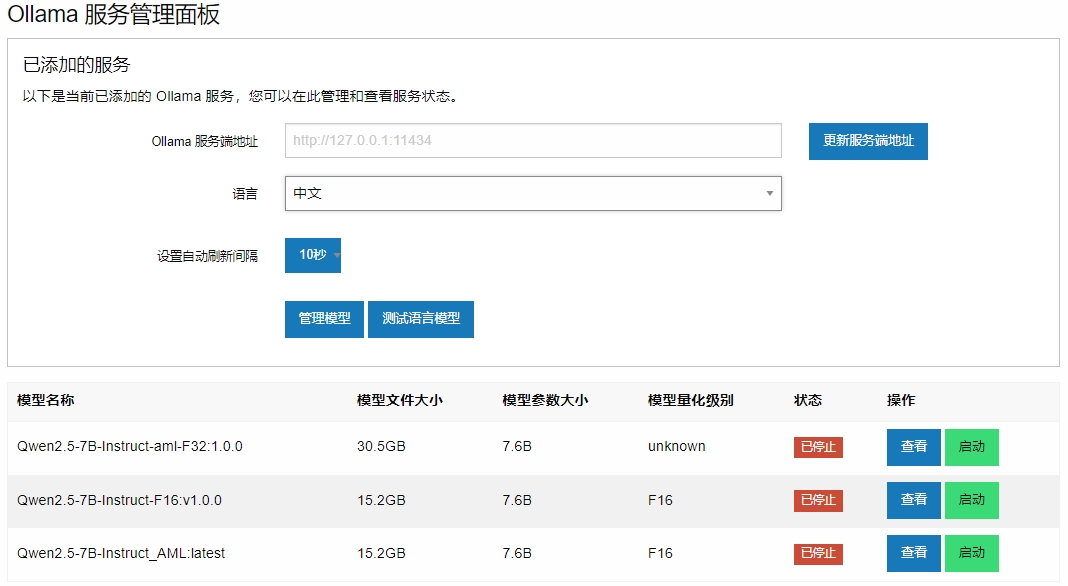 Ollama 服务管理面板
已添加的服务
以下是当前已添加的 Ollama 服务，您可以在此管理和查看服务状态。
Ollama 服务端地址 http://127.0.0.1:11434 更新服务端地址
语言 中文
设置自动刷新间隔 10秒
管理模型 测试语言模型
模型名称 模型文件大小 模型参数大小 模型量化级别 状态 操作
Qwen2.5-7B-Instruct-aml-F32:1.0.0 30.5GB 7.6B unknown 已停止 查看 启动
Qwen2.5-7B-Instruct-F16:v1.0.0 15.2GB 7.6B F16 已停止 查看 启动
Qwen2.5-7B-Instruct_AML:latest 15.2GB 7.6B F16 已停止 查看 启动